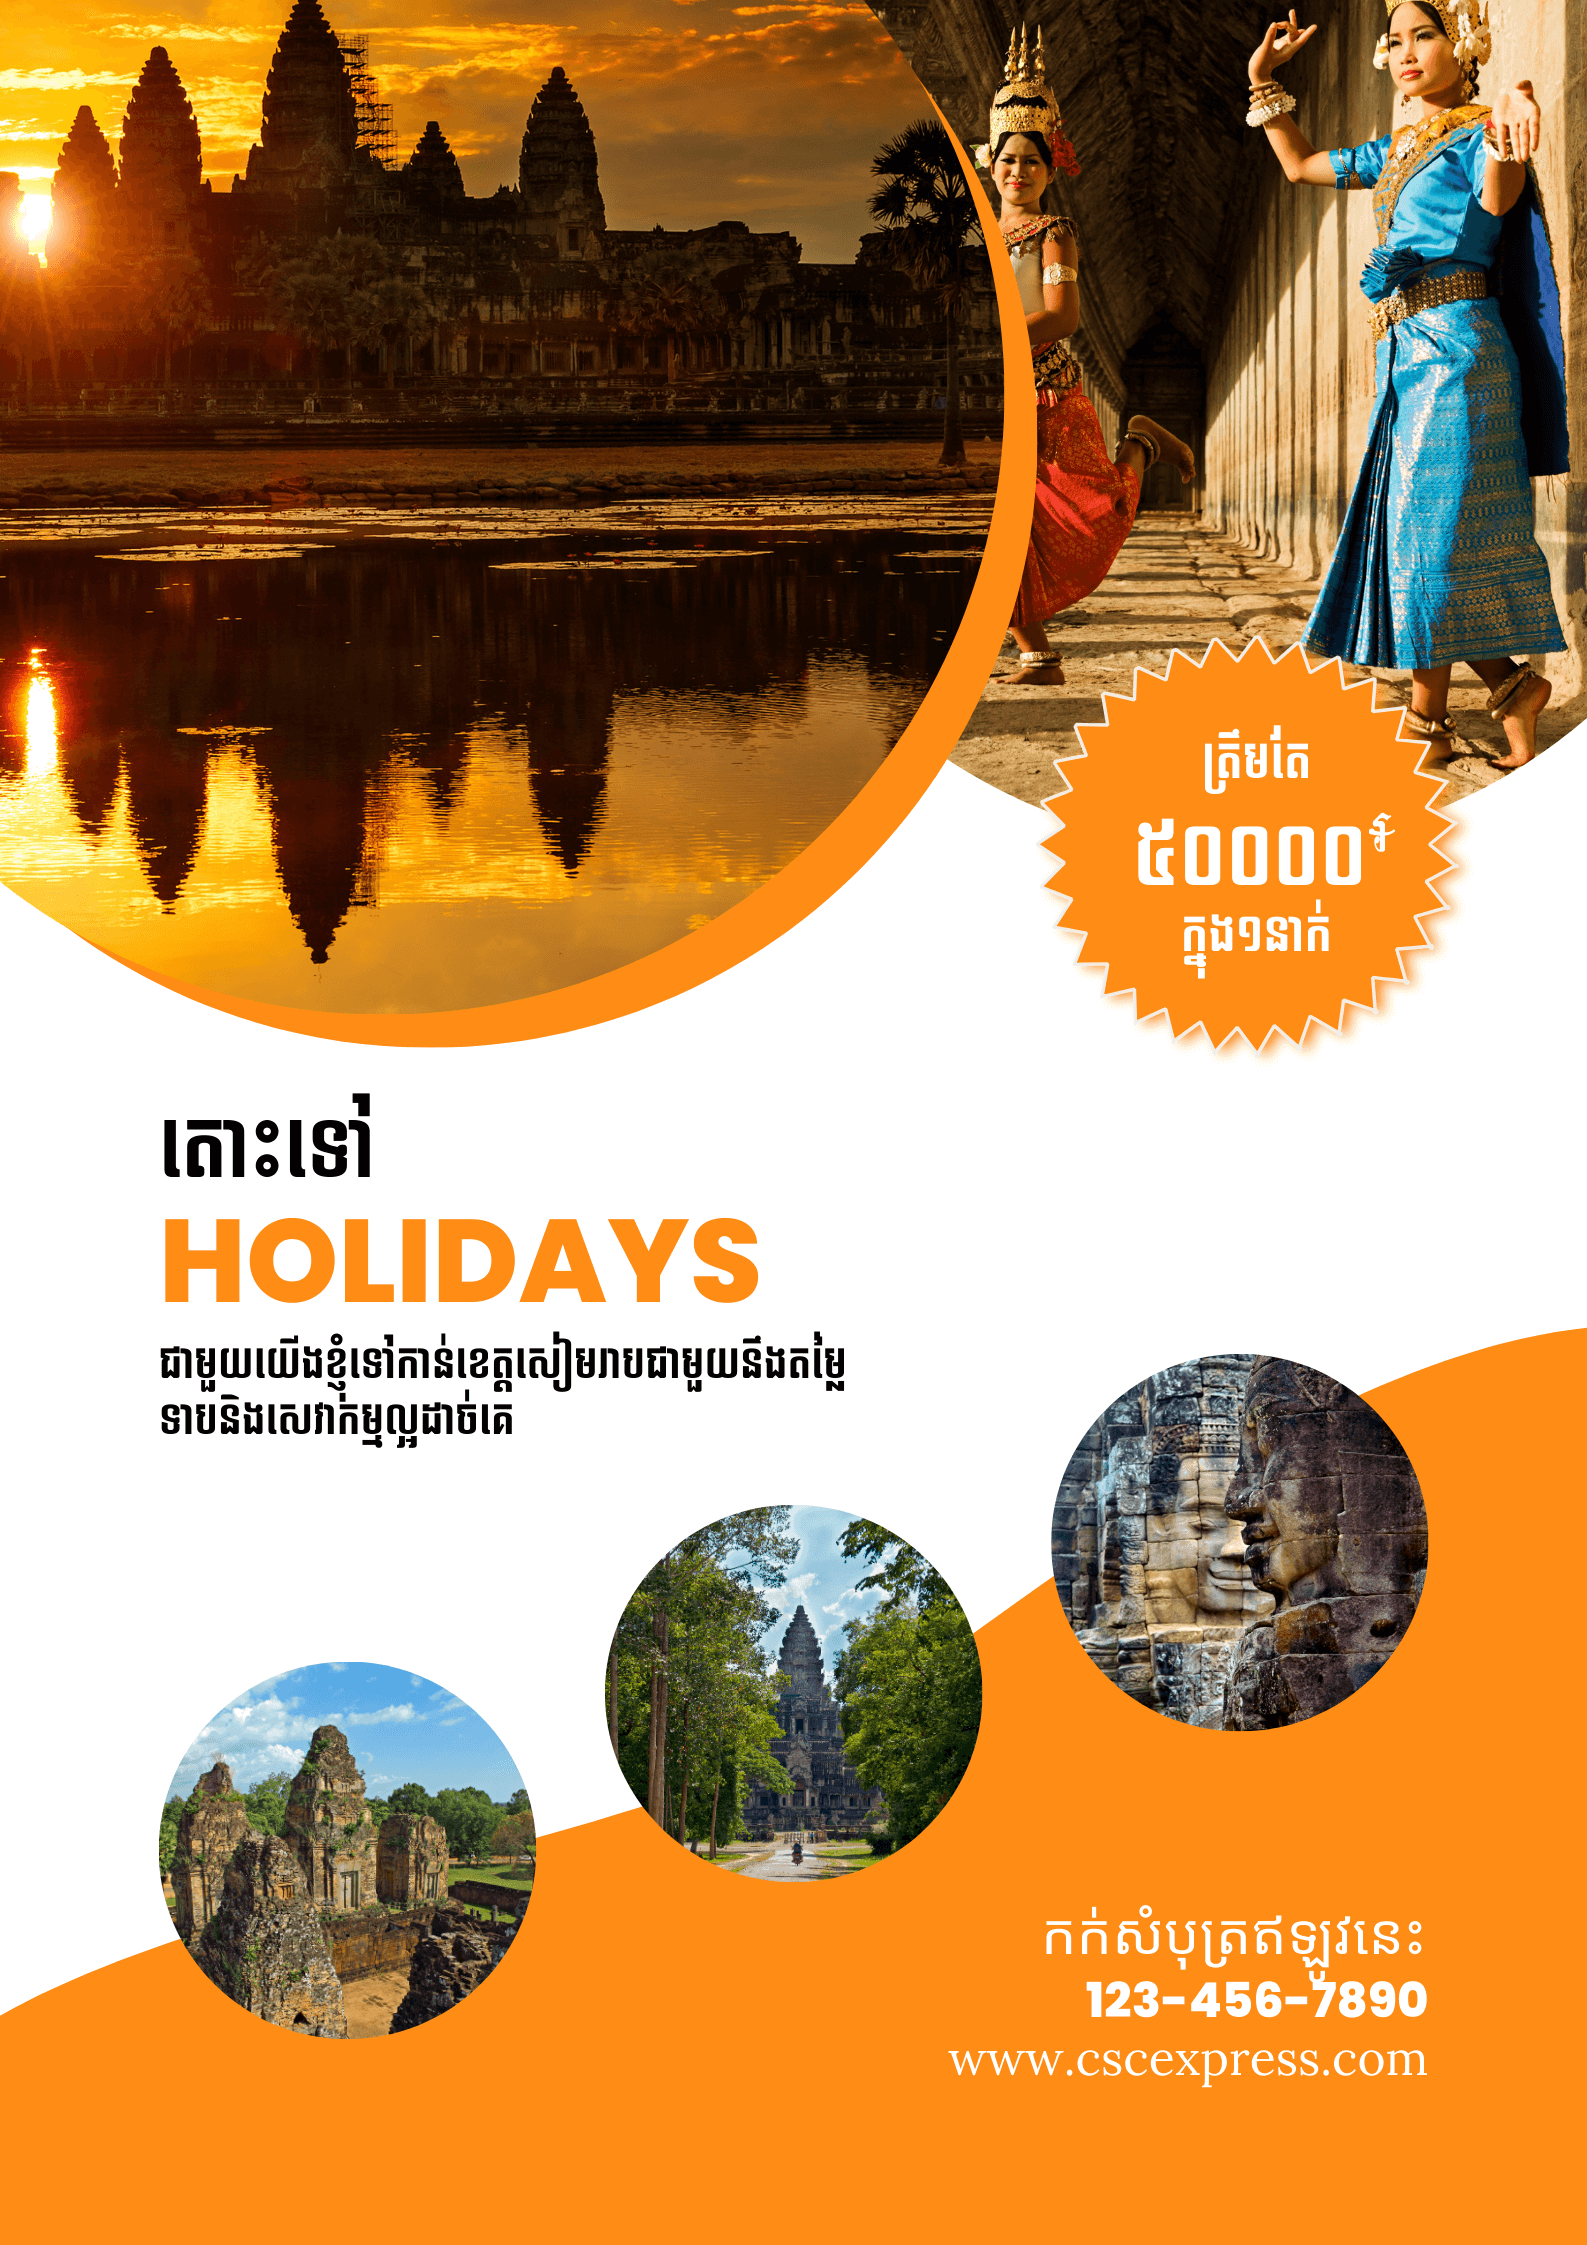 ត្រឹមតែ
៥០០០០៛
ក្នុង១នាក់
តោះទៅ
HOLIDAYS
ជាមួយយើងខ្ញុំទៅកាន់ខេត្តសៀមរាបជាមួយនឹងតម្លៃ
ទាបនិងសេវាកម្មល្អដាច់គេ
កក់សំបុត្រឥឡូវនេះ
123-456-7890
www.cscexpress.com